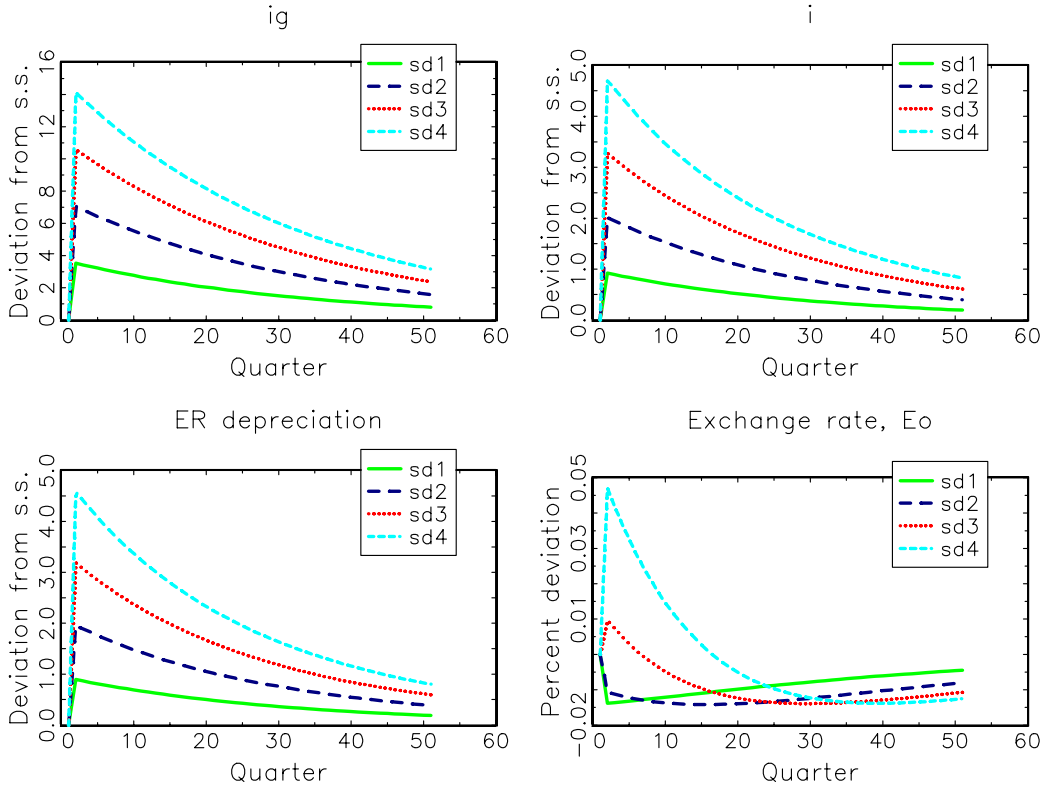 ig
Deviation from s.s.
16
12
8
6
4
2
0
sd1
sd2
sd3
sd4
0 10 20 30 40 50 60
Quarter
i
Deviation from s.s.
5.0
3.0
2.0
1.0
0.0
sd1
sd2
sd3
sd4
0 10 20 30 40 50 60
Quarter
ER depreciation
Deviation from s.s.
5.0
3.0
2.0
1.0
0.0
sd1
sd2
sd3
sd4
0 10 20 30 40 50 60
Quarter
Exchange rate, Eo
Percent deviation
0.05
0.03
0.01
-0.02
sd1
sd2
sd3
sd4
0 10 20 30 40 50 60
Quarter